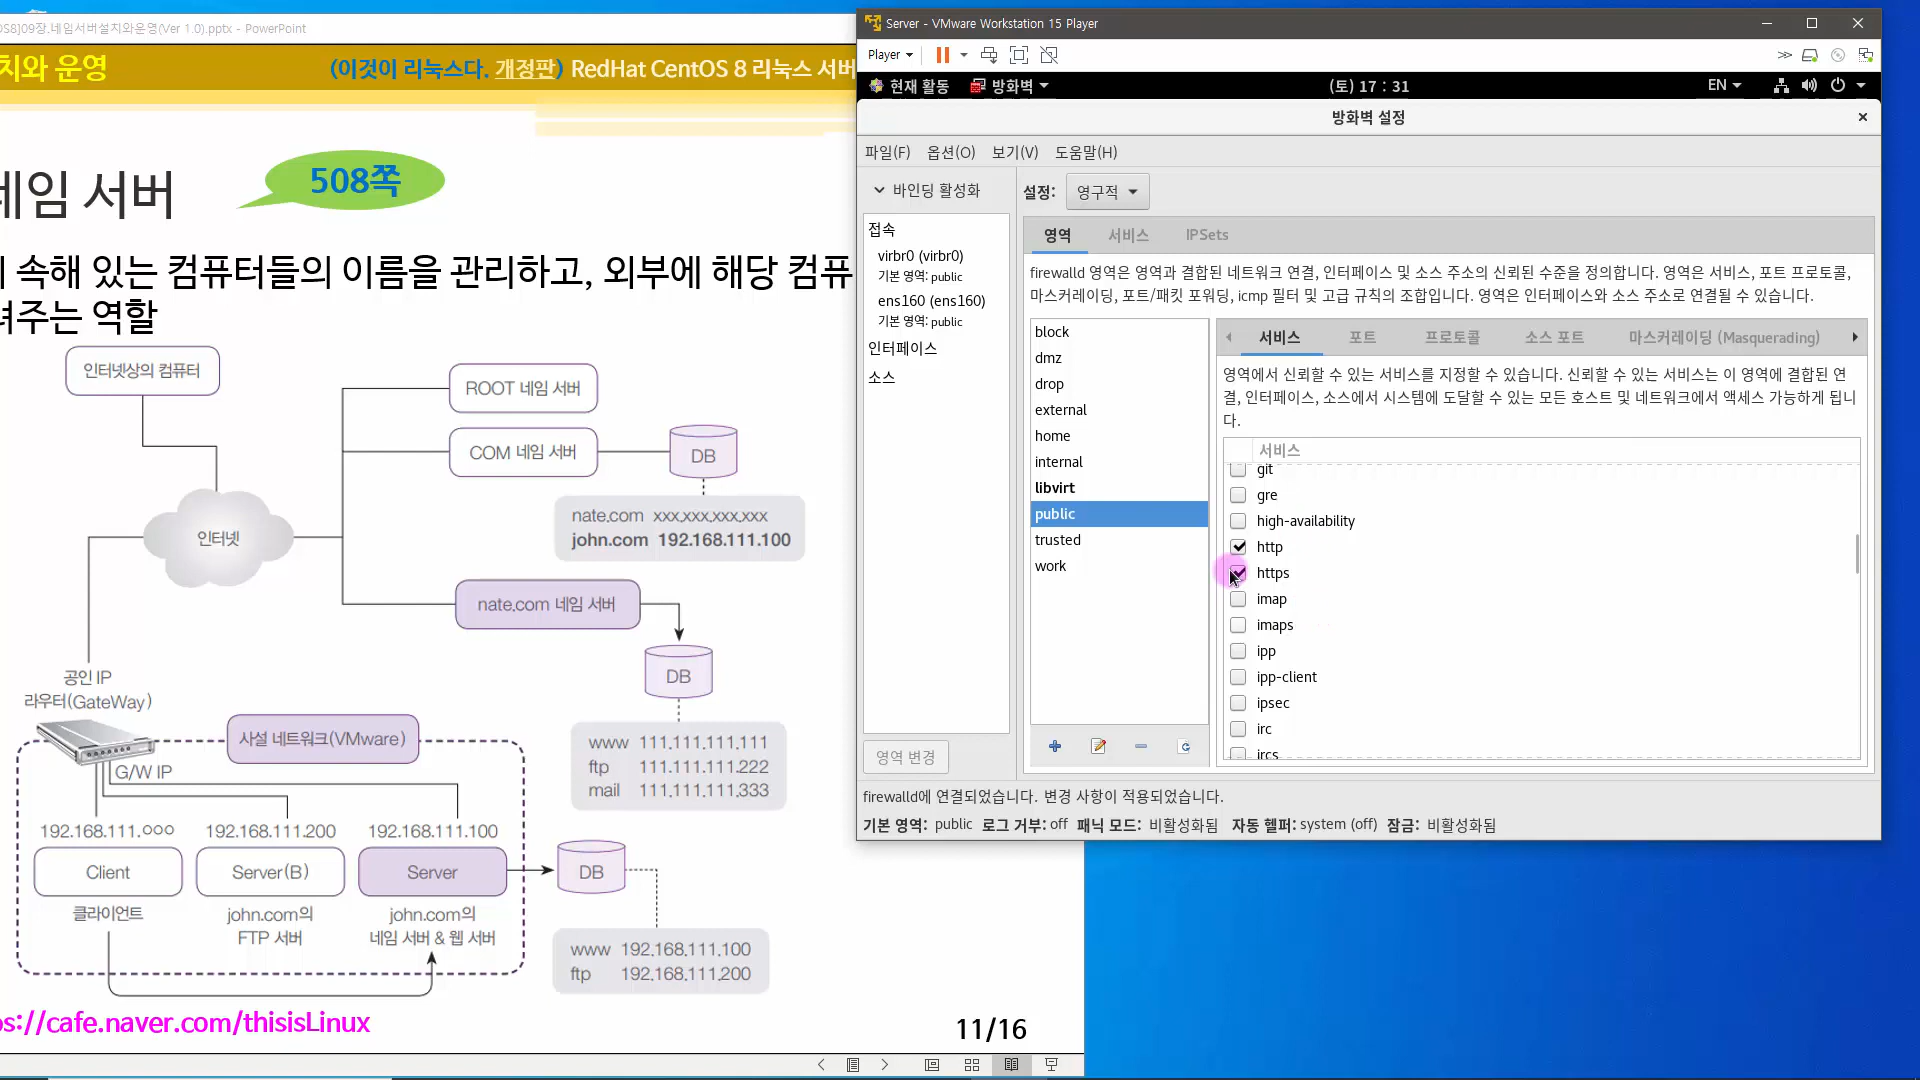 OS8]09장.네임서버설치와운영(Ver 1.0).pptx - PowerPoint
치와 운영
(이것이 리눅스다. 개정판) RedHat CentOS 8 리눅스 서버
네임 서버
508쪽
속해 있는 컴퓨터들의 이름을 관리하고, 외부에 해당 컴퓨
려주는 역할
인터넷상의 컴퓨터
ROOT 네임 서버
COM 네임 서버
DB
nate.com xxx.xxx.xxx.xxx
john.com 192.168.111.100
인터넷
nate.com 네임 서버
DB
공인 IP
라우터(GateWay)
www 111.111.111.111
ftp 111.111.111.222
mail 111.111.111.333
사설 네트워크(VMware)
G/W IP
192.168.111.○○○
192.168.111.200
192.168.111.100
Client
Server(B)
Server
DB
클라이언트
john.com의
FTP 서버
john.com의
네임 서버 & 웹 서버
www 192.168.111.100
ftp 192.168.111.200
ps://cafe.naver.com/thisisLinux
11/16
Server - VMware Workstation 15 Player
Player
현재 활동
방화벽
(토) 17 : 31
EN
방화벽 설정
파일(F) 옵션(O) 보기(V) 도움말(H)
바인딩 활성화
설정: 영구적
접속
virbr0 (virbr0)
기본 영역: public
ens160 (ens160)
기본 영역: public
인터페이스
소스
영역 변경
영역 서비스 IPSets
firewalld 영역은 영역과 결합된 네트워크 연결, 인터페이스 및 소스 주소의 신뢰된 수준을 정의합니다. 영역은 서비스, 포트 프로토콜,
마스커레이딩, 포트/패킷 포워딩, icmp 필터 및 고급 규칙의 조합입니다. 영역은 인터페이스와 소스 주소로 연결될 수 있습니다.
block
dmz
drop
external
home
internal
libvirt
public
trusted
work
서비스 포트 프로토콜 소스 포트 마스커레이딩 (Masquerading)
영역에서 신뢰할 수 있는 서비스를 지정할 수 있습니다. 신뢰할 수 있는 서비스는 이 영역에 결합된 연
결, 인터페이스, 소스에서 시스템에 도달할 수 있는 모든 호스트 및 네트워크에서 액세스 가능하게 됩니
다.
서비스
git
gre
high-availability
http
https
imap
imaps
ipp
ipp-client
ipsec
irc
ircs
firewalld에 연결되었습니다. 변경 사항이 적용되었습니다.
기본 영역: public 로그 거부: off 패닉 모드: 비활성화됨 자동 헬퍼: system (off) 잠금: 비활성화됨